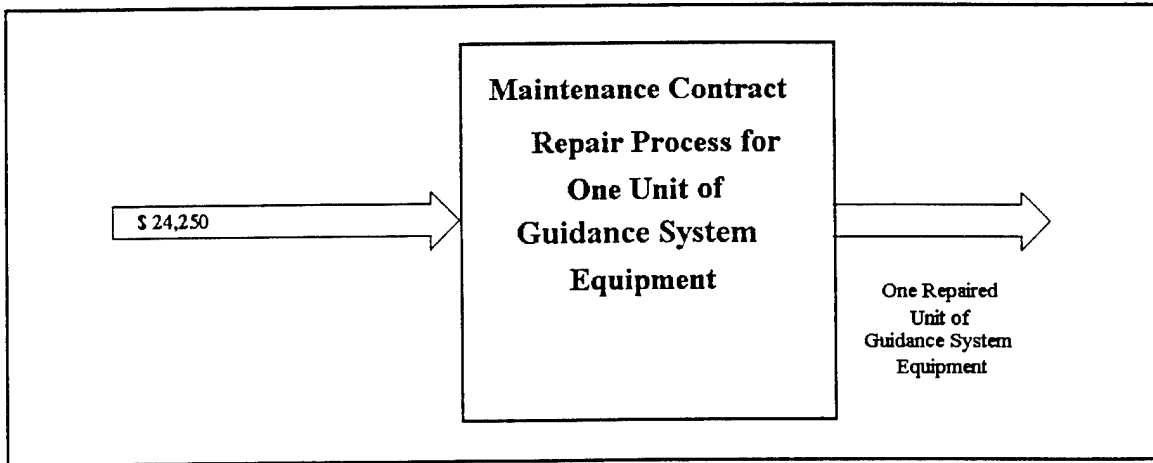 Maintenance Contract
Repair Process for
One Unit of
Guidance System
Equipment
$ 24,250
One Repaired
Unit of
Guidance System
Equipment